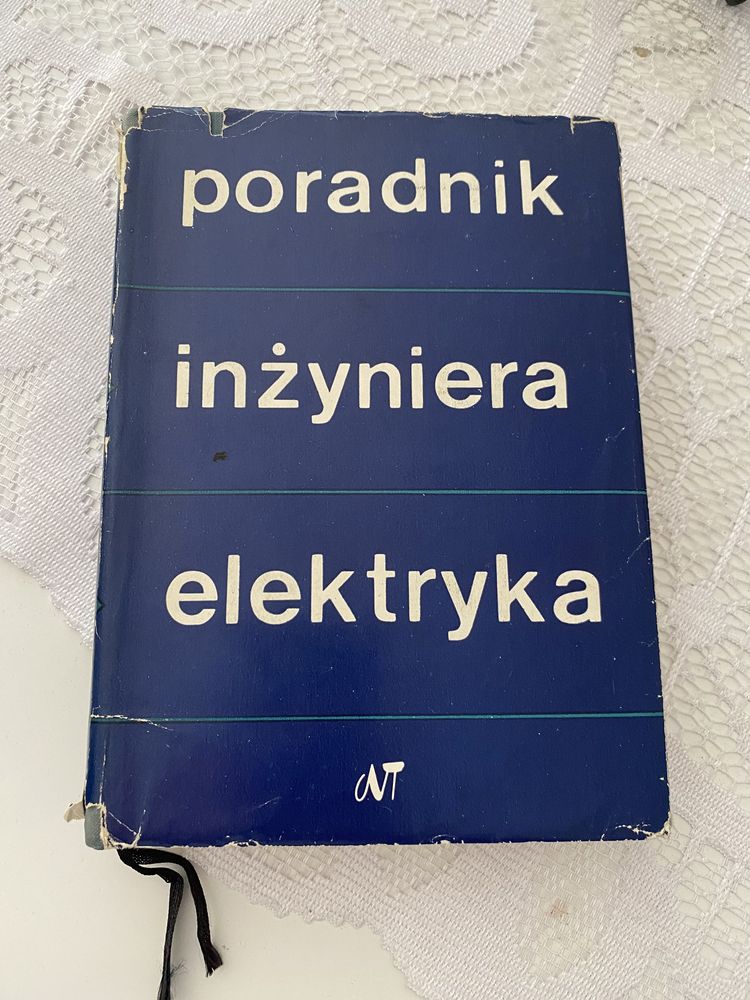 poradnik
inżyniera
elektryka
WNT